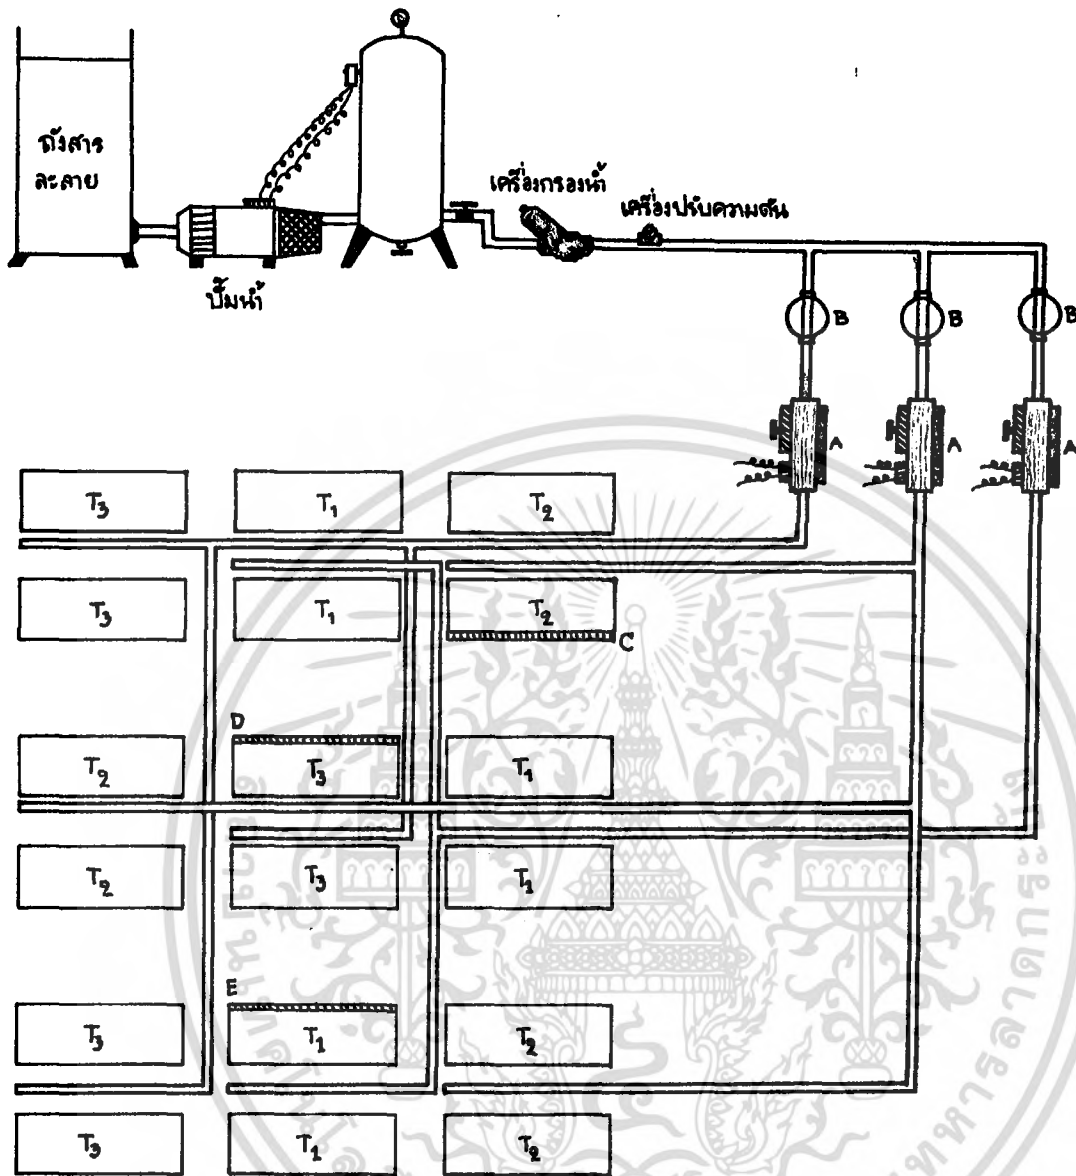 ถังสาร
ละลาย
ปั๊มน้ำ
เครื่องกรองน้ำ
เครื่องปรับความดัน
B B B
A A A
T3 T1 T2
T3 T1 T2
C
D
T2 T3 T1
T2 T3 T1
E
T3 T1 T2
T3 T1 T2